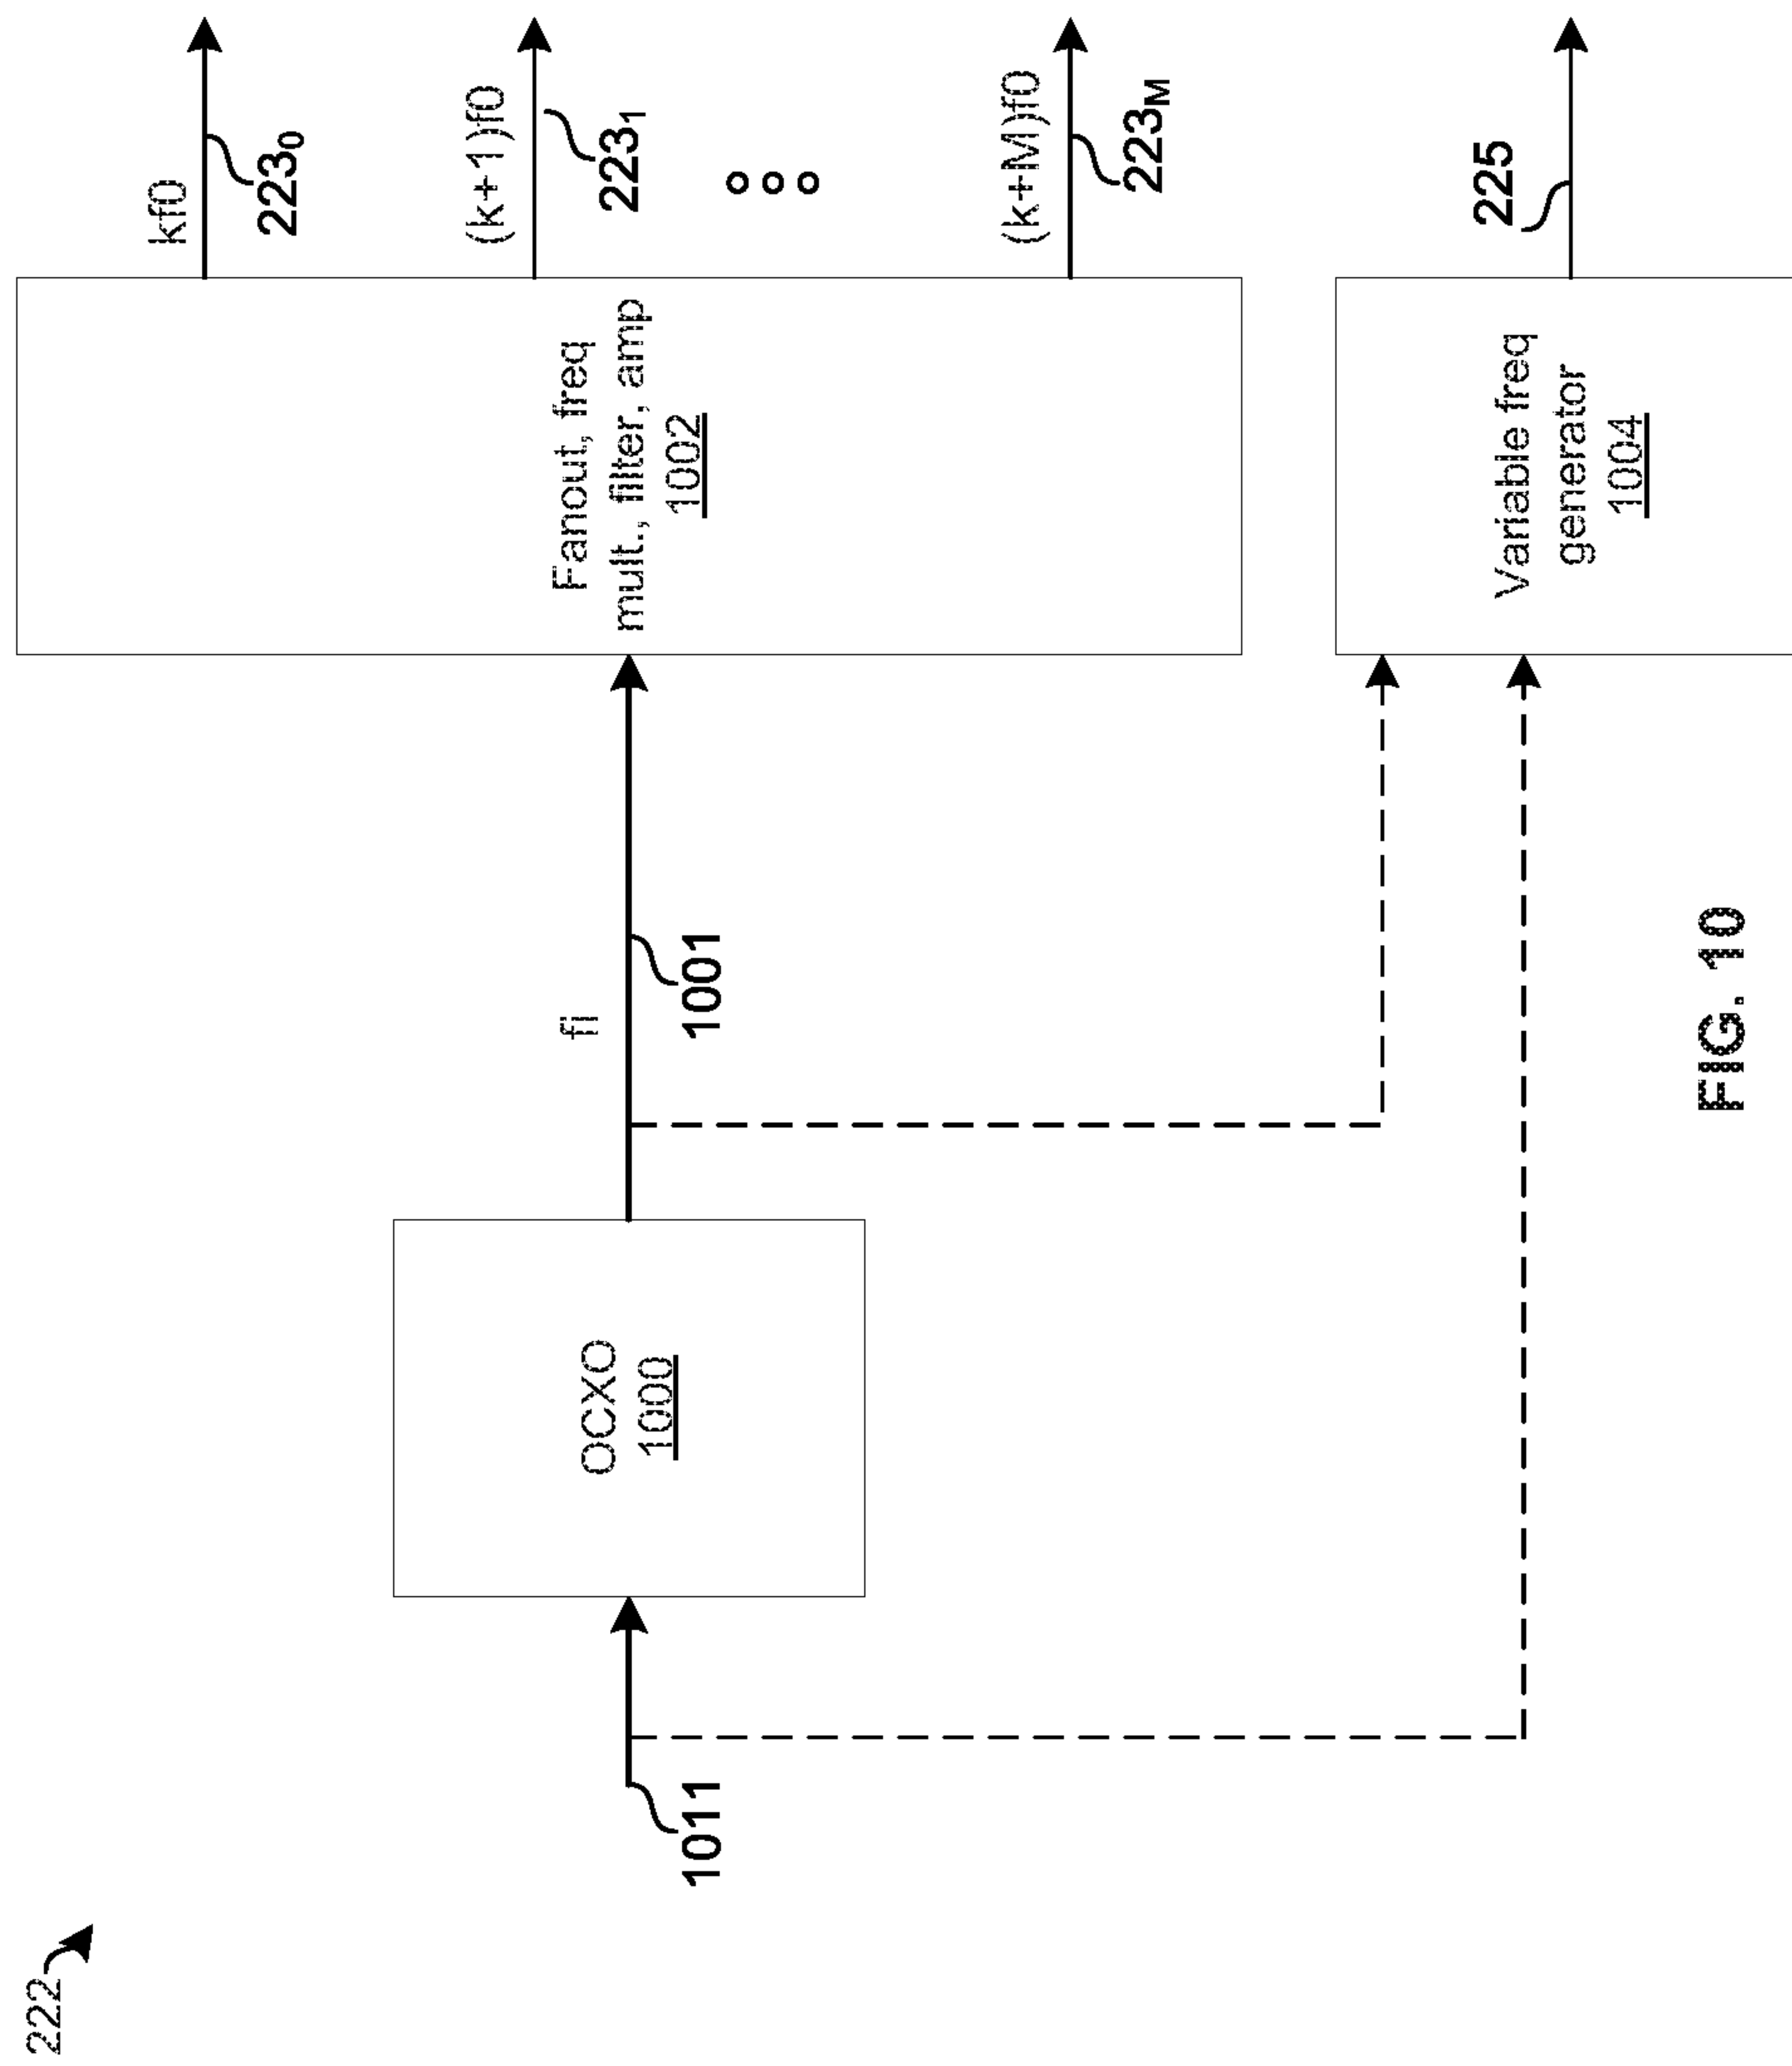 222
1011
OCXO
1000
fi
1001
Fanout, freq
mult., filter, amp
1002
kf0
223₀
(k+1)f0
223₁
(k+M)f0
223M
Variable freq
generator
1004
225
FIG. 10